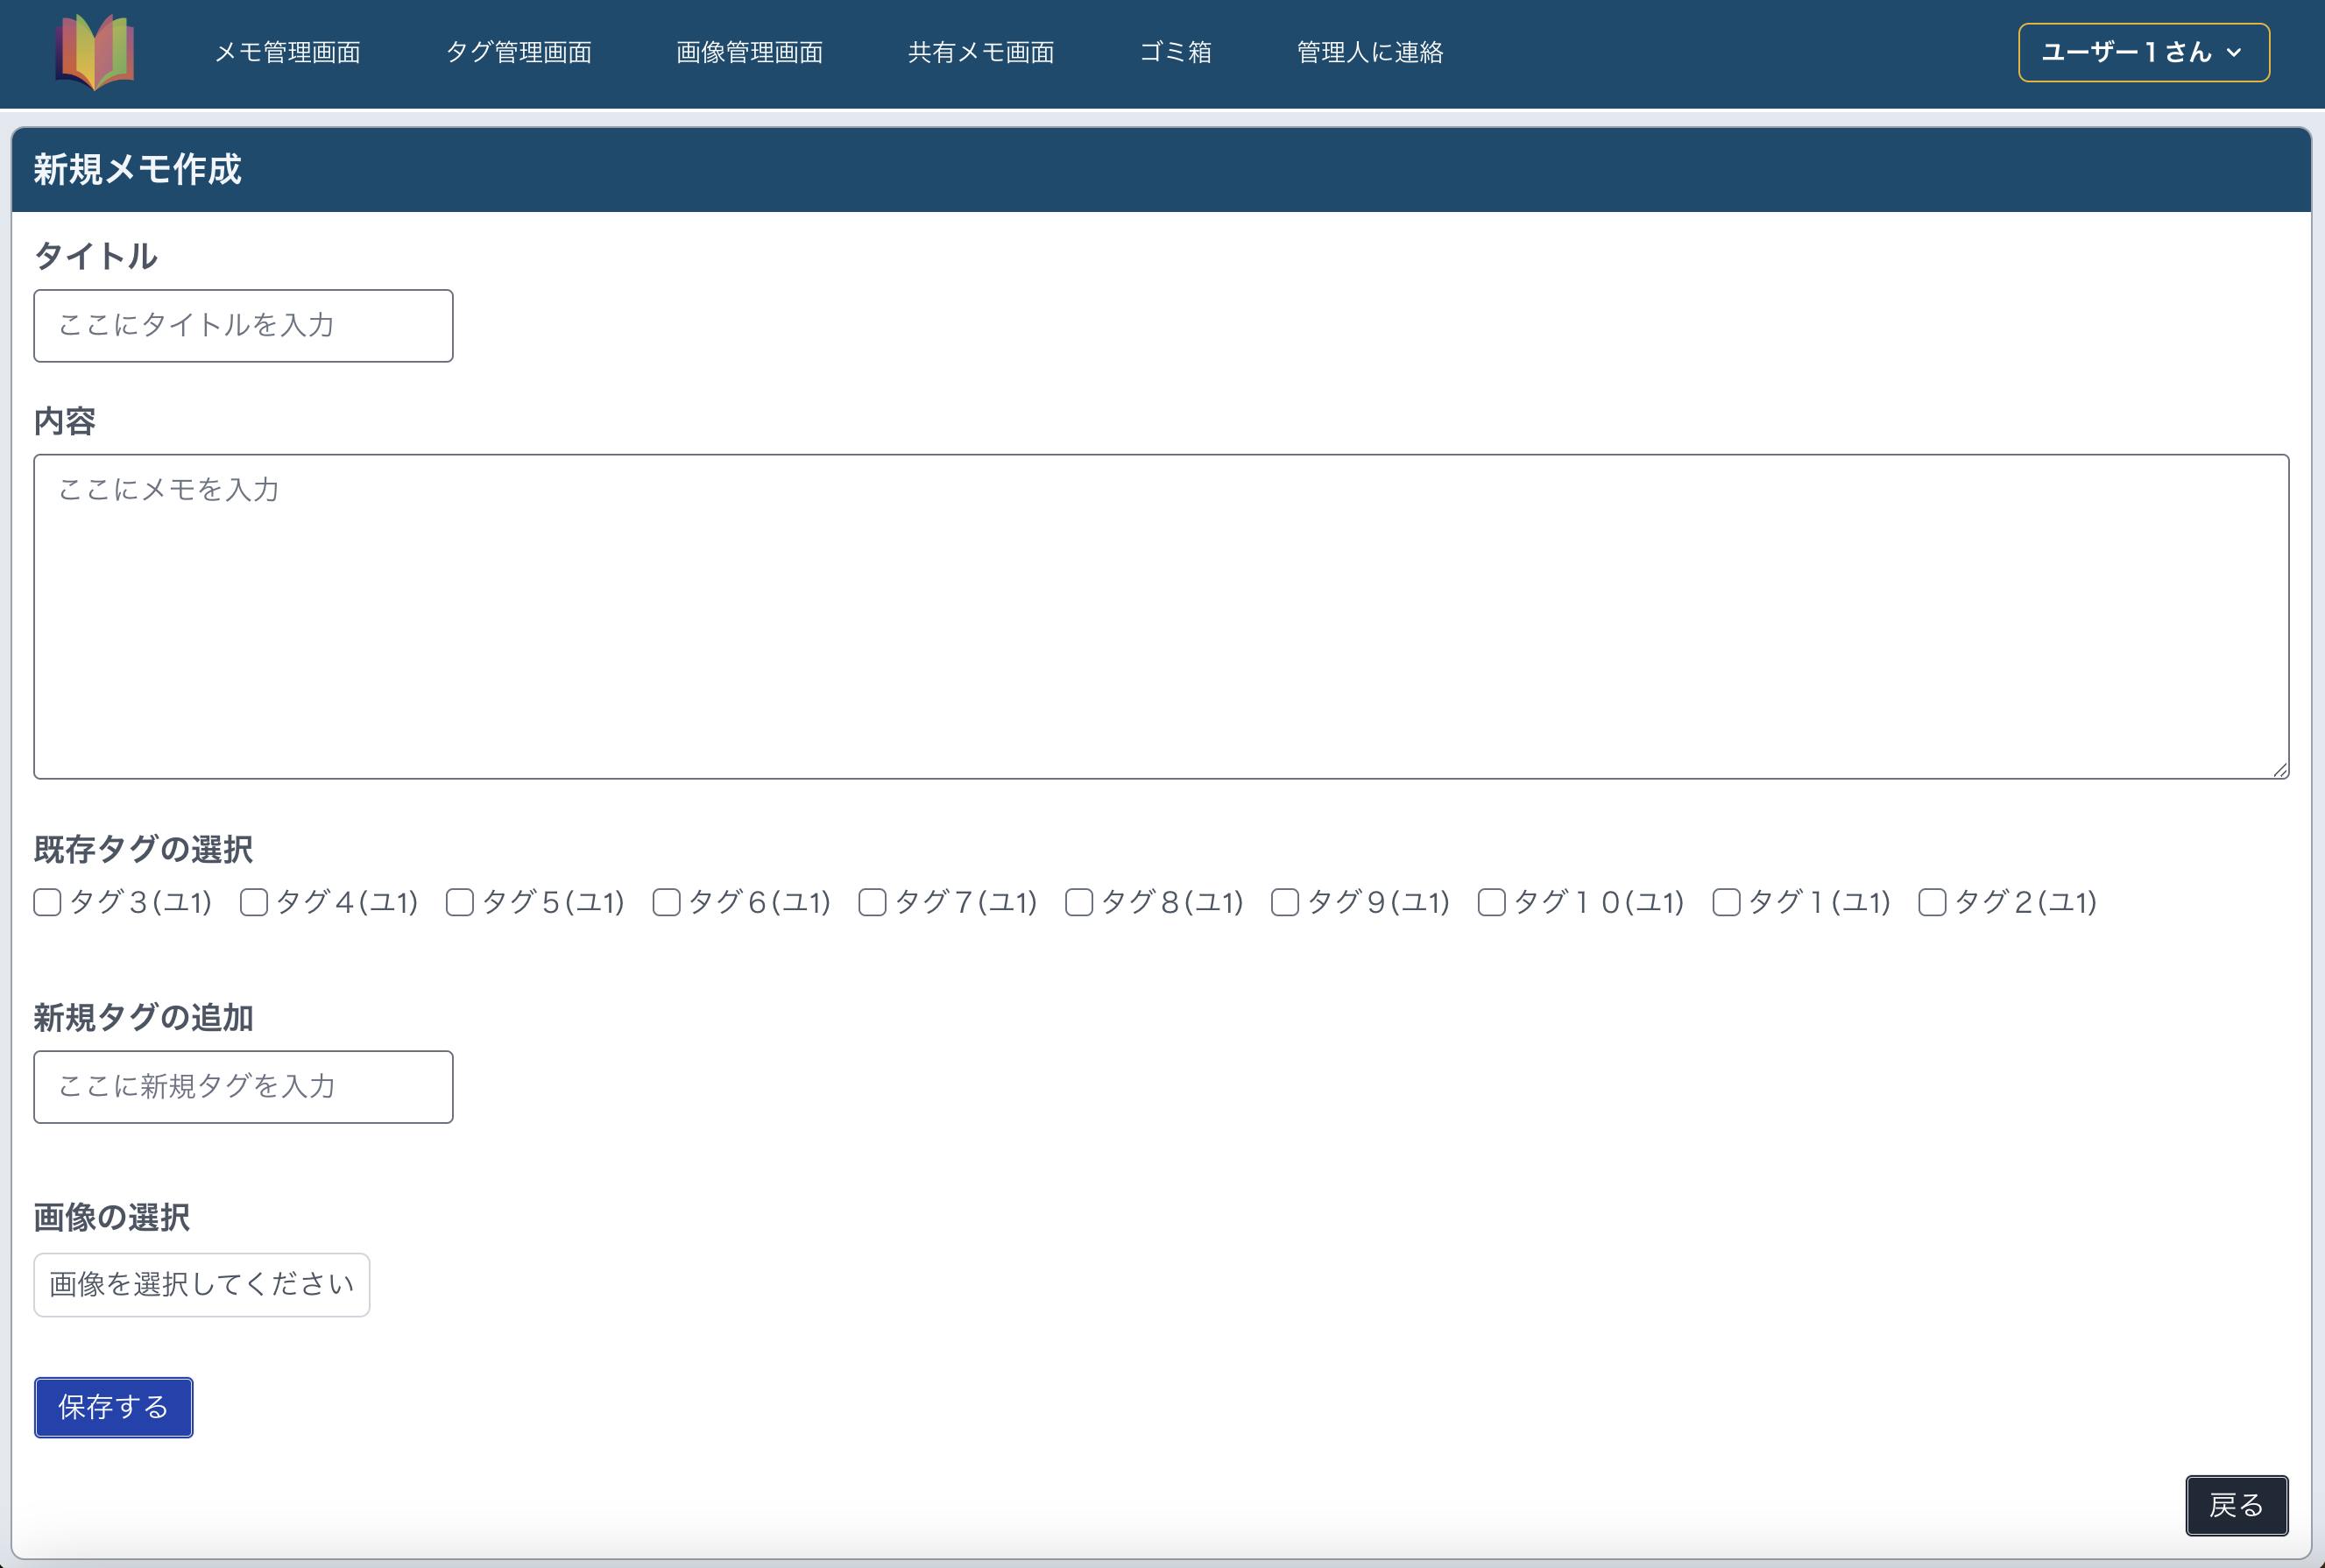 メモ管理画面 タグ管理画面 画像管理画面 共有メモ画面 ゴミ箱 管理人に連絡 ユーザー１さん
新規メモ作成
タイトル
ここにタイトルを入力
内容
ここにメモを入力
既存タグの選択
タグ３(ユ1) タグ４(ユ1) タグ５(ユ1) タグ６(ユ1) タグ７(ユ1) タグ８(ユ1) タグ９(ユ1) タグ１０(ユ1) タグ１(ユ1) タグ２(ユ1)
新規タグの追加
ここに新規タグを入力
画像の選択
画像を選択してください
保存する
戻る